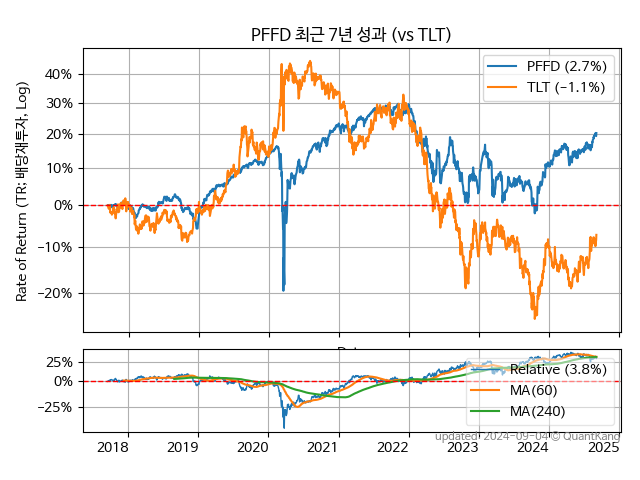 PFFD 최근 7년 성과 (vs TLT)
Rate of Return (TR: 배당재투자, Log)
40%
30%
20%
10%
0%
−10%
−20%
PFFD (2.7%)
TLT (−1.1%)
25%
0%
−25%
Relative (3.8%)
MA(60)
MA(240)
updated: 2024-09-04 © QuantKang
2018 2019 2020 2021 2022 2023 2024 2025